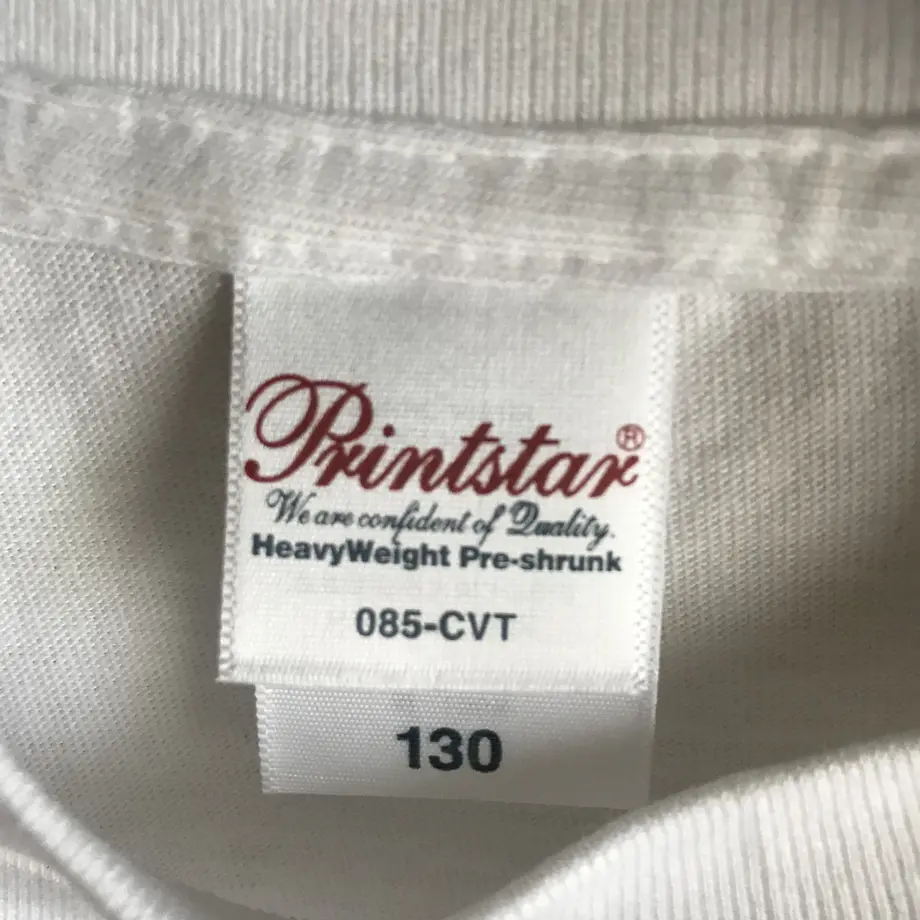 Printstar®
We are confident of Quality.
HeavyWeight Pre-shrunk
085-CVT
130